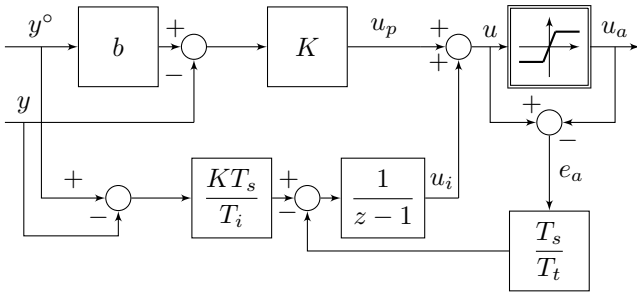 y° b + − K u_p + + u u_a
y + − e_a
+ − KT_s/T_i + − 1/(z − 1) u_i
T_s/T_t